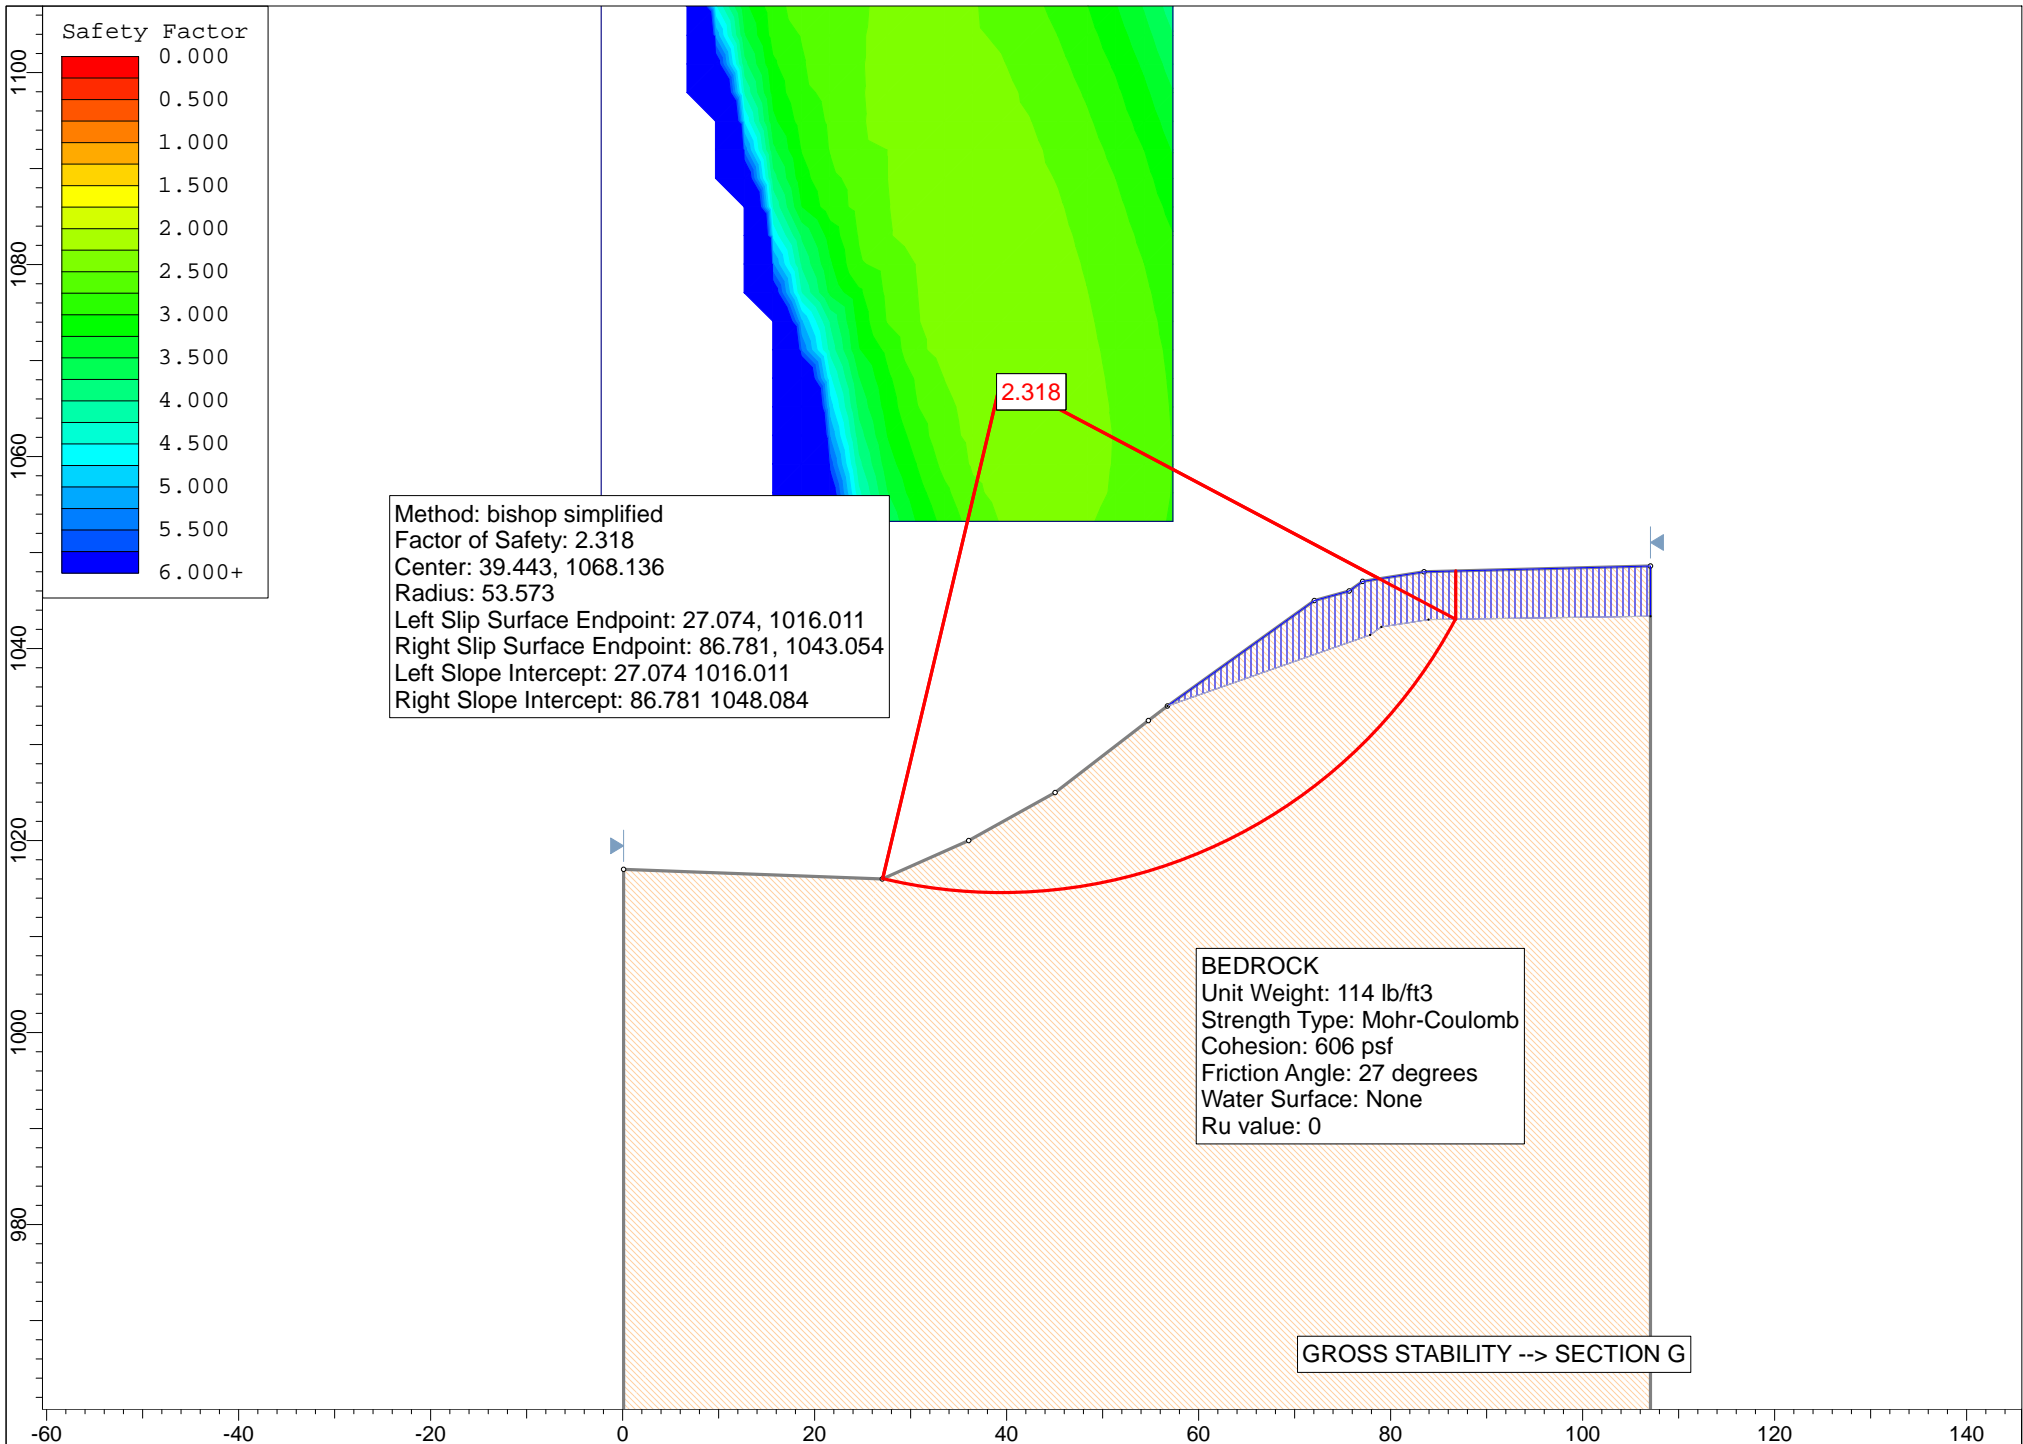 Safety Factor
0.000
0.500
1.000
1.500
2.000
2.500
3.000
3.500
4.000
4.500
5.000
5.500
6.000+
1100
1080
1060
1040
1020
1000
980
2.318
Method: bishop simplified
Factor of Safety: 2.318
Center: 39.443, 1068.136
Radius: 53.573
Left Slip Surface Endpoint: 27.074, 1016.011
Right Slip Surface Endpoint: 86.781, 1043.054
Left Slope Intercept: 27.074 1016.011
Right Slope Intercept: 86.781 1048.084
BEDROCK
Unit Weight: 114 lb/ft3
Strength Type: Mohr-Coulomb
Cohesion: 606 psf
Friction Angle: 27 degrees
Water Surface: None
Ru value: 0
GROSS STABILITY --> SECTION G
-60 -40 -20 0 20 40 60 80 100 120 140